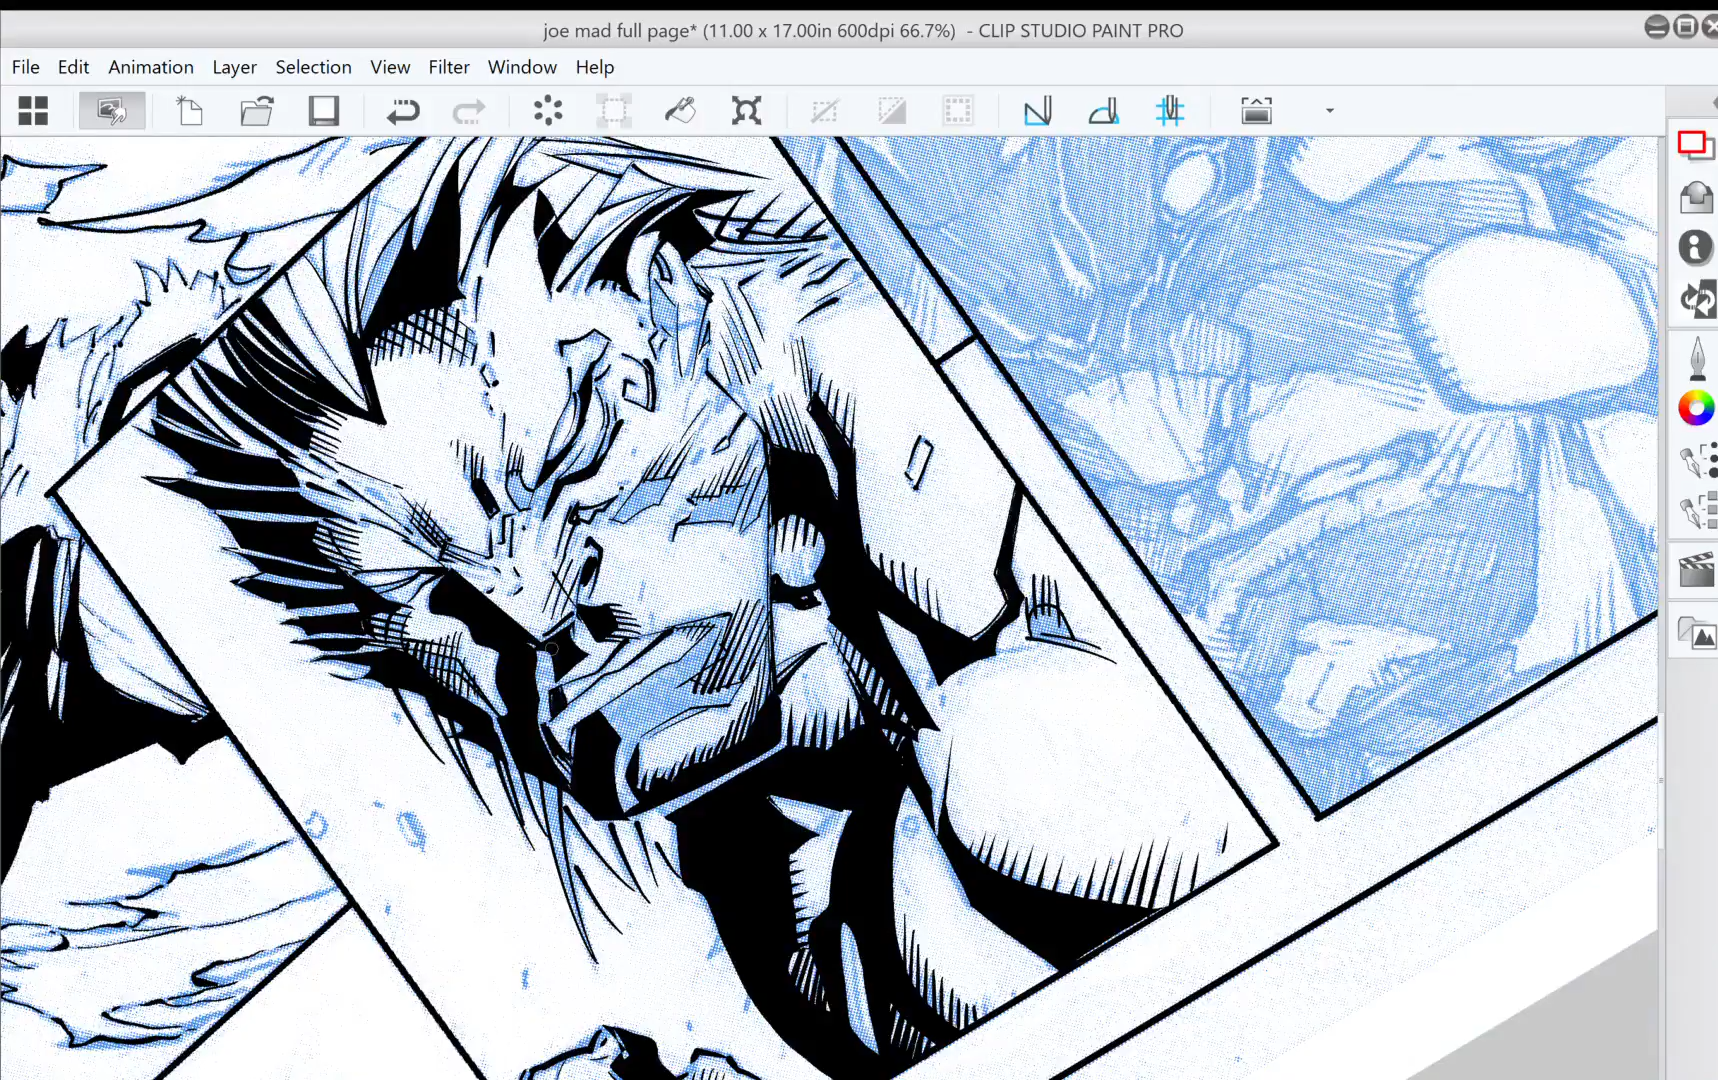 joe mad full page* (11.00 x 17.00in 600dpi 66.7%) - CLIP STUDIO PAINT PRO
File Edit Animation Layer Selection View Filter Window Help